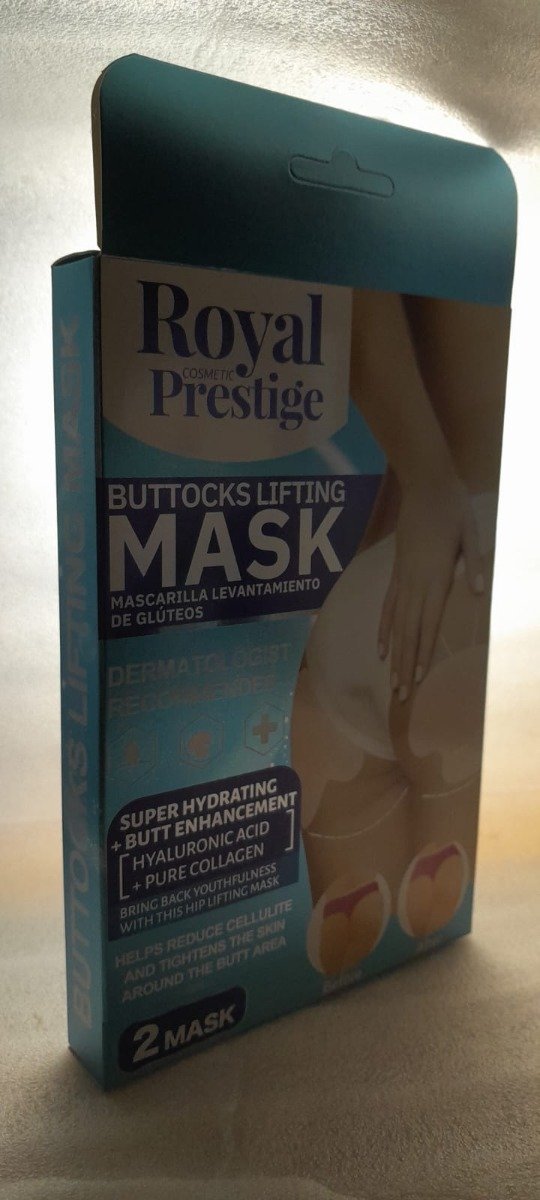 Royal
COSMETIC
Prestige
BUTTOCKS LIFTING
MASK
MASCARILLA LEVANTAMIENTO
DE GLÚTEOS
DERMATOLOGIST
RECOMMENDED
SUPER HYDRATING
+ BUTT ENHANCEMENT
HYALURONIC ACID
+ PURE COLLAGEN
BRING BACK YOUTHFULNESS
WITH THIS HIP LIFTING MASK
HELPS REDUCE CELLULITE
AND TIGHTENS THE SKIN
AROUND THE BUTT AREA
2 MASK
Before
BUTTOCKS LIFTING MASK